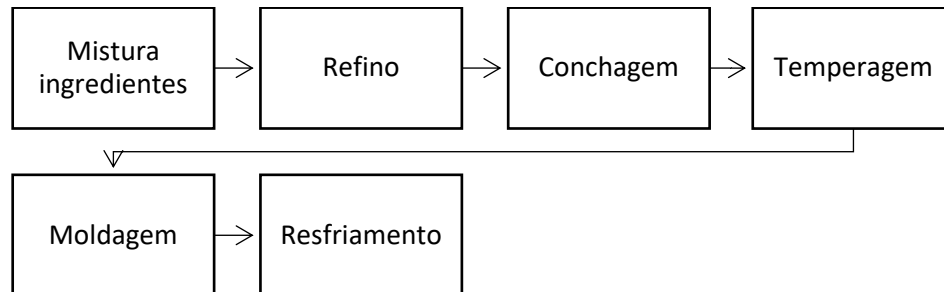 Mistura
ingredientes
Refino
Conchagem
Temperagem
Moldagem
Resfriamento